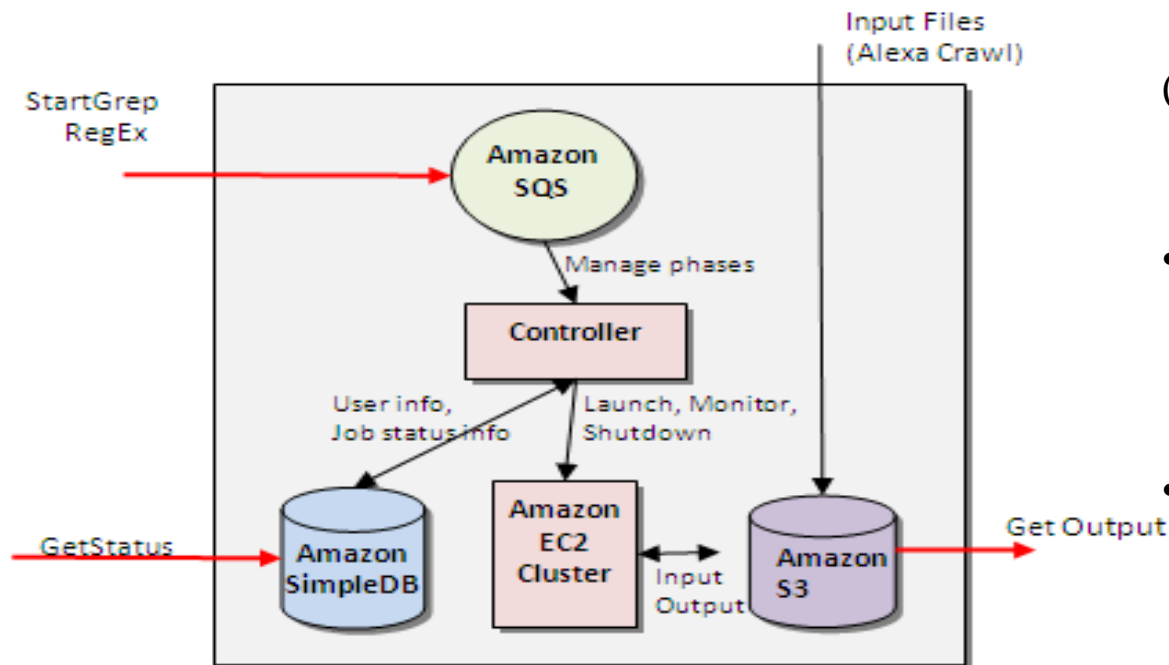 Input Files
(Alexa Crawl)
(
StartGrep
RegEx
Amazon
SQS
•
Manage phases
Controller
User info,
Job status info
Launch, Monitor,
Shutdown
•
GetStatus
Amazon
SimpleDB
Amazon
EC2
Cluster
Input
Output
Amazon
S3
Get Output